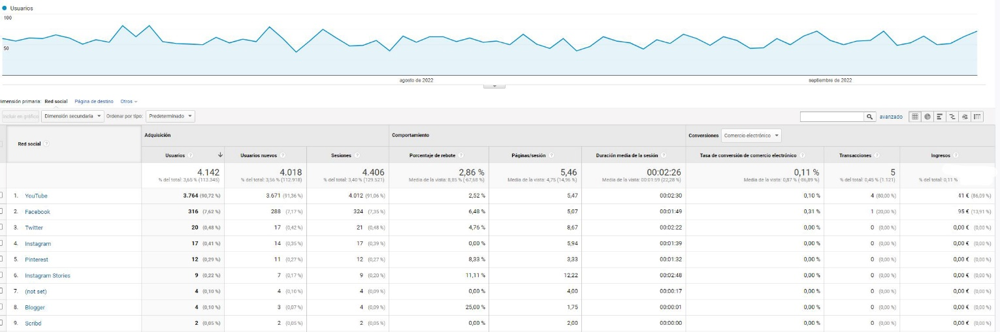 Usuarios
100
50
agosto de 2022 septiembre de 2022
Dimensión primaria: Red social Página de destino Otros
Incluir en gráfico Dimensión secundaria Ordenar por tipo: Predeterminado avanzado
Red social ? Adquisición Comportamiento Conversiones Comercio electrónico
Usuarios ? Usuarios nuevos ? Sesiones ? Porcentaje de rebote ? Páginas/sesión ? Duración media de la sesión ? Tasa de conversión de comercio electrónico ? Transacciones ? Ingresos ?
4.142 4.018 4.406 2,86 % 5,46 00:02:26 0,11 % 5
% del total: 3,65 % (113.345) % del total: 3,56 % (112.918) % del total: 3,40 % (129.521) Media de la vista: 8,85 % (-67,68 %) Media de la vista: 4,75 (14,96 %) Media de la vista: 00:01:59 (22,28 %) Media de la vista: 0,87 % (-86,89 %) % del total: 0,45 % (1.121) % del total: 0,11 %
1. YouTube 3.764 (90,72 %) 3.671 (91,36 %) 4.012 (91,06 %) 2,52 % 5,47 00:02:30 0,10 % 4 (80,00 %) 41 € (86,09 %)
2. Facebook 316 (7,62 %) 288 (7,17 %) 324 (7,35 %) 6,48 % 5,07 00:01:49 0,31 % 1 (20,00 %) 95 € (13,91 %)
3. Twitter 20 (0,48 %) 17 (0,42 %) 21 (0,48 %) 4,76 % 8,67 00:02:22 0,00 % 0 (0,00 %) 0,00 € (0,00 %)
4. Instagram 17 (0,41 %) 14 (0,35 %) 17 (0,39 %) 0,00 % 5,94 00:01:39 0,00 % 0 (0,00 %) 0,00 € (0,00 %)
5. Pinterest 12 (0,29 %) 11 (0,27 %) 12 (0,27 %) 8,33 % 3,33 00:01:32 0,00 % 0 (0,00 %) 0,00 € (0,00 %)
6. Instagram Stories 9 (0,22 %) 7 (0,17 %) 9 (0,20 %) 11,11 % 12,22 00:02:48 0,00 % 0 (0,00 %) 0,00 € (0,00 %)
7. (not set) 4 (0,10 %) 4 (0,10 %) 4 (0,09 %) 0,00 % 4,00 00:00:17 0,00 % 0 (0,00 %) 0,00 € (0,00 %)
8. Blogger 4 (0,10 %) 3 (0,07 %) 4 (0,09 %) 25,00 % 1,75 00:00:01 0,00 % 0 (0,00 %) 0,00 € (0,00 %)
9. Scribd 2 (0,05 %) 2 (0,05 %) 2 (0,05 %) 0,00 % 2,00 00:00:00 0,00 % 0 (0,00 %) 0,00 € (0,00 %)